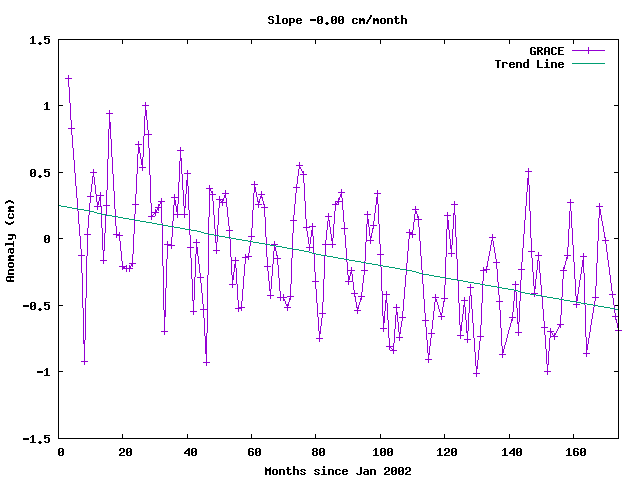 Slope -0.00 cm/month
1.5
GRACE
Trend Line
1
0.5
0
-0.5
-1
-1.5
Anomaly (cm)
0 20 40 60 80 100 120 140 160
Months since Jan 2002